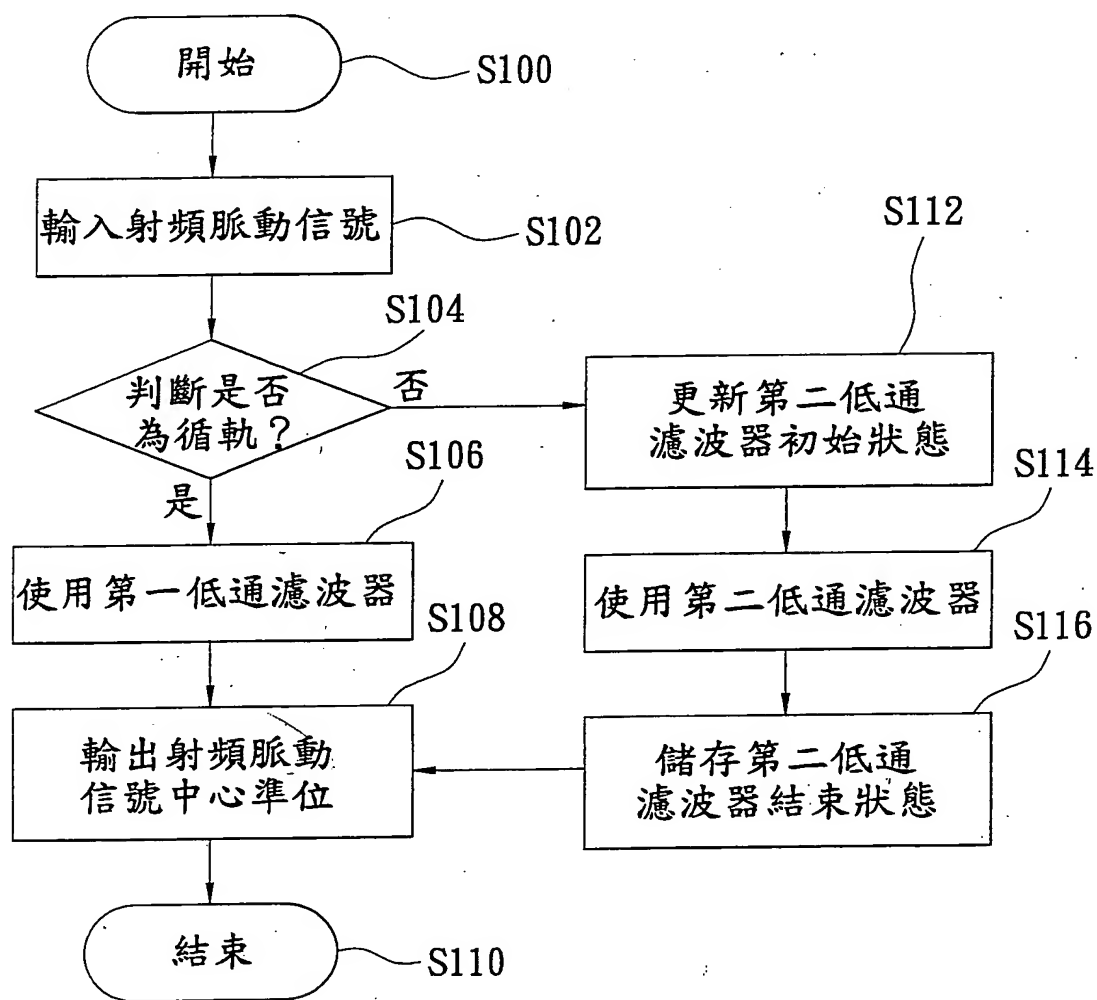 開始
S100
輸入射頻脈動信號
S102
S104
判斷是否
為循軌？
否
是
S106
使用第一低通濾波器
S108
輸出射頻脈動
信號中心準位
結束
S110
S112
更新第二低通
濾波器初始狀態
S114
使用第二低通濾波器
S116
儲存第二低通
濾波器結束狀態